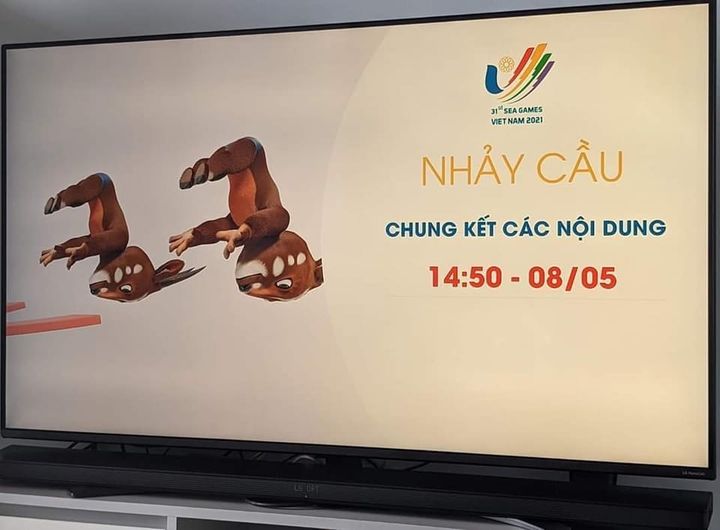 31st SEA GAMES
VIET NAM 2021
NHẢY CẦU
CHUNG KẾT CÁC NỘI DUNG
14:50 - 08/05